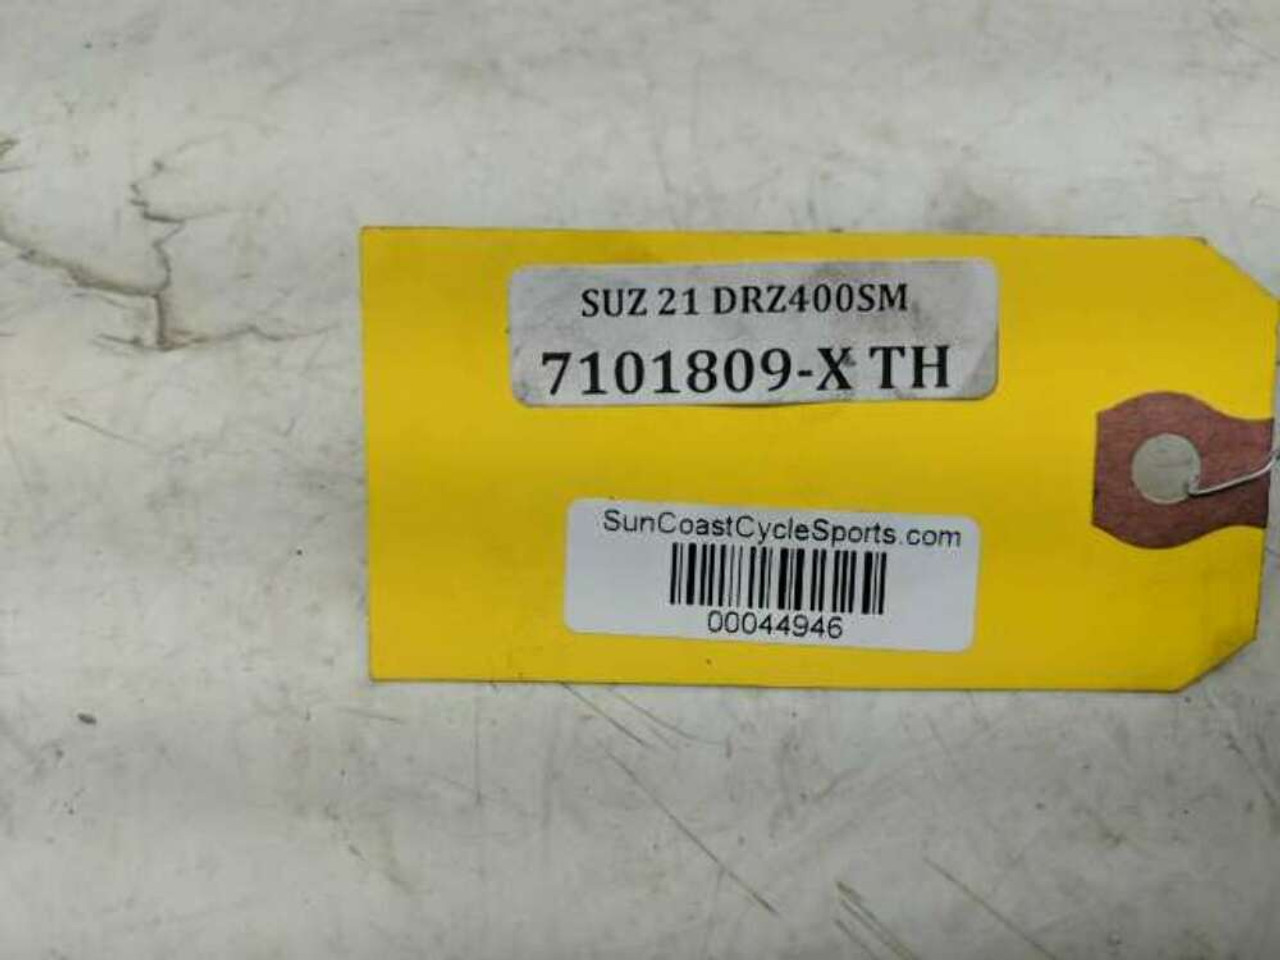 SUZ 21 DRZ400SM
7101809-X TH
SunCoastCycleSports.com
00044946